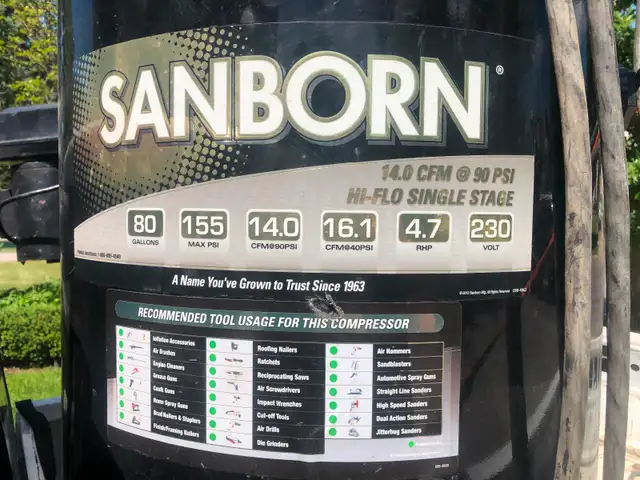 SANBORN®
14.0 CFM @ 90 PSI
HI-FLO SINGLE STAGE
80 155 14.0 16.1 4.7 230
GALLONS MAX PSI CFM@90PSI CFM@40PSI RHP VOLT
A Name You've Grown to Trust Since 1963
RECOMMENDED TOOL USAGE FOR THIS COMPRESSOR
Inflation Accessories
Air Brushes
Engine Cleaners
Grease Guns
Caulk Guns
Home Spray Guns
Brad Nailers & Staplers
Finish/Framing Nailers
Roofing Nailers
Ratchets
Reciprocating Saws
Air Screwdrivers
Impact Wrenches
Cut-off Tools
Air Drills
Die Grinders
Air Hammers
Sandblasters
Automotive Spray Guns
Straight Line Sanders
High Speed Sanders
Dual Action Sanders
Jitterbug Sanders